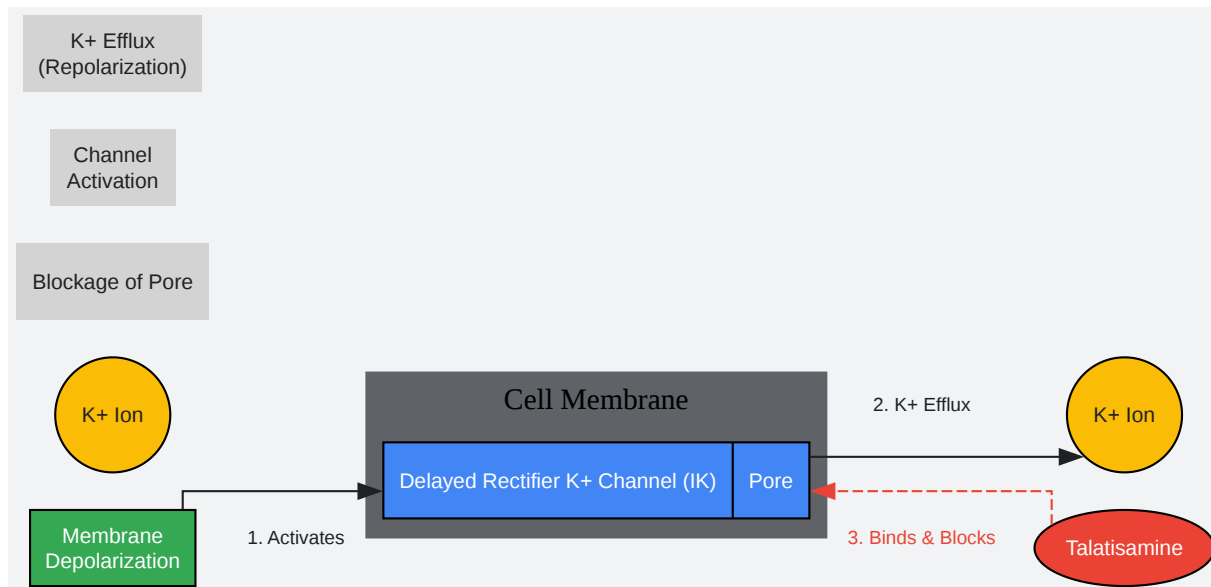 K+ Efflux
(Repolarization)
Channel
Activation
Blockage of Pore
K+ Ion
Cell Membrane
2. K+ Efflux
K+ Ion
Delayed Rectifier K+ Channel (IK)
Pore
Membrane
Depolarization
1. Activates
3. Binds & Blocks
Talatisamine